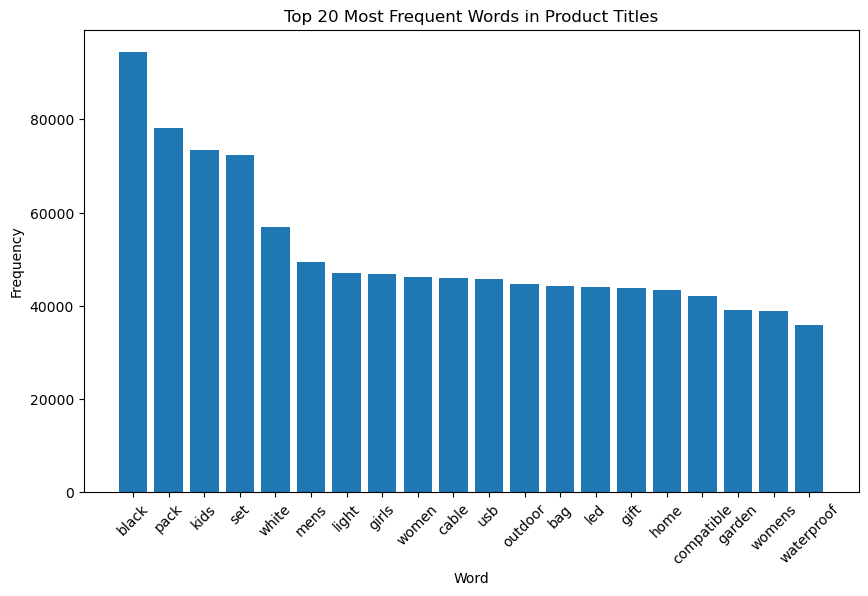 Top 20 Most Frequent Words in Product Titles
Frequency
80000
60000
40000
20000
0
black
pack
kids
set
white
mens
light
girls
women
cable
usb
outdoor
bag
led
gift
home
compatible
garden
womens
waterproof
Word